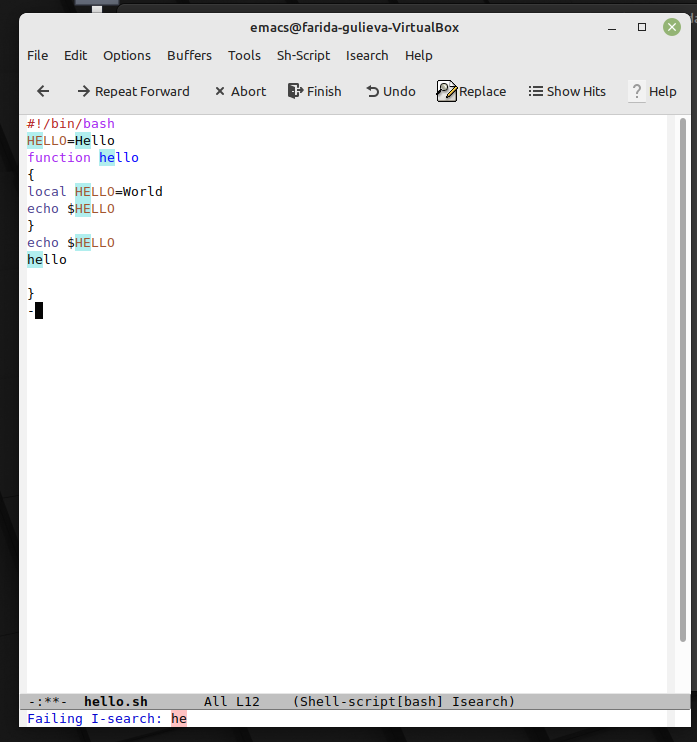 emacs@farida-gulieva-VirtualBox
File Edit Options Buffers Tools Sh-Script Isearch Help
Repeat Forward Abort Finish Undo Replace Show Hits ? Help
#!/bin/bash
HELLO=Hello
function hello
{
local HELLO=World
echo $HELLO
}
echo $HELLO
hello
}
-
-:**- hello.sh All L12 (Shell-script[bash] Isearch)
Failing I-search: he